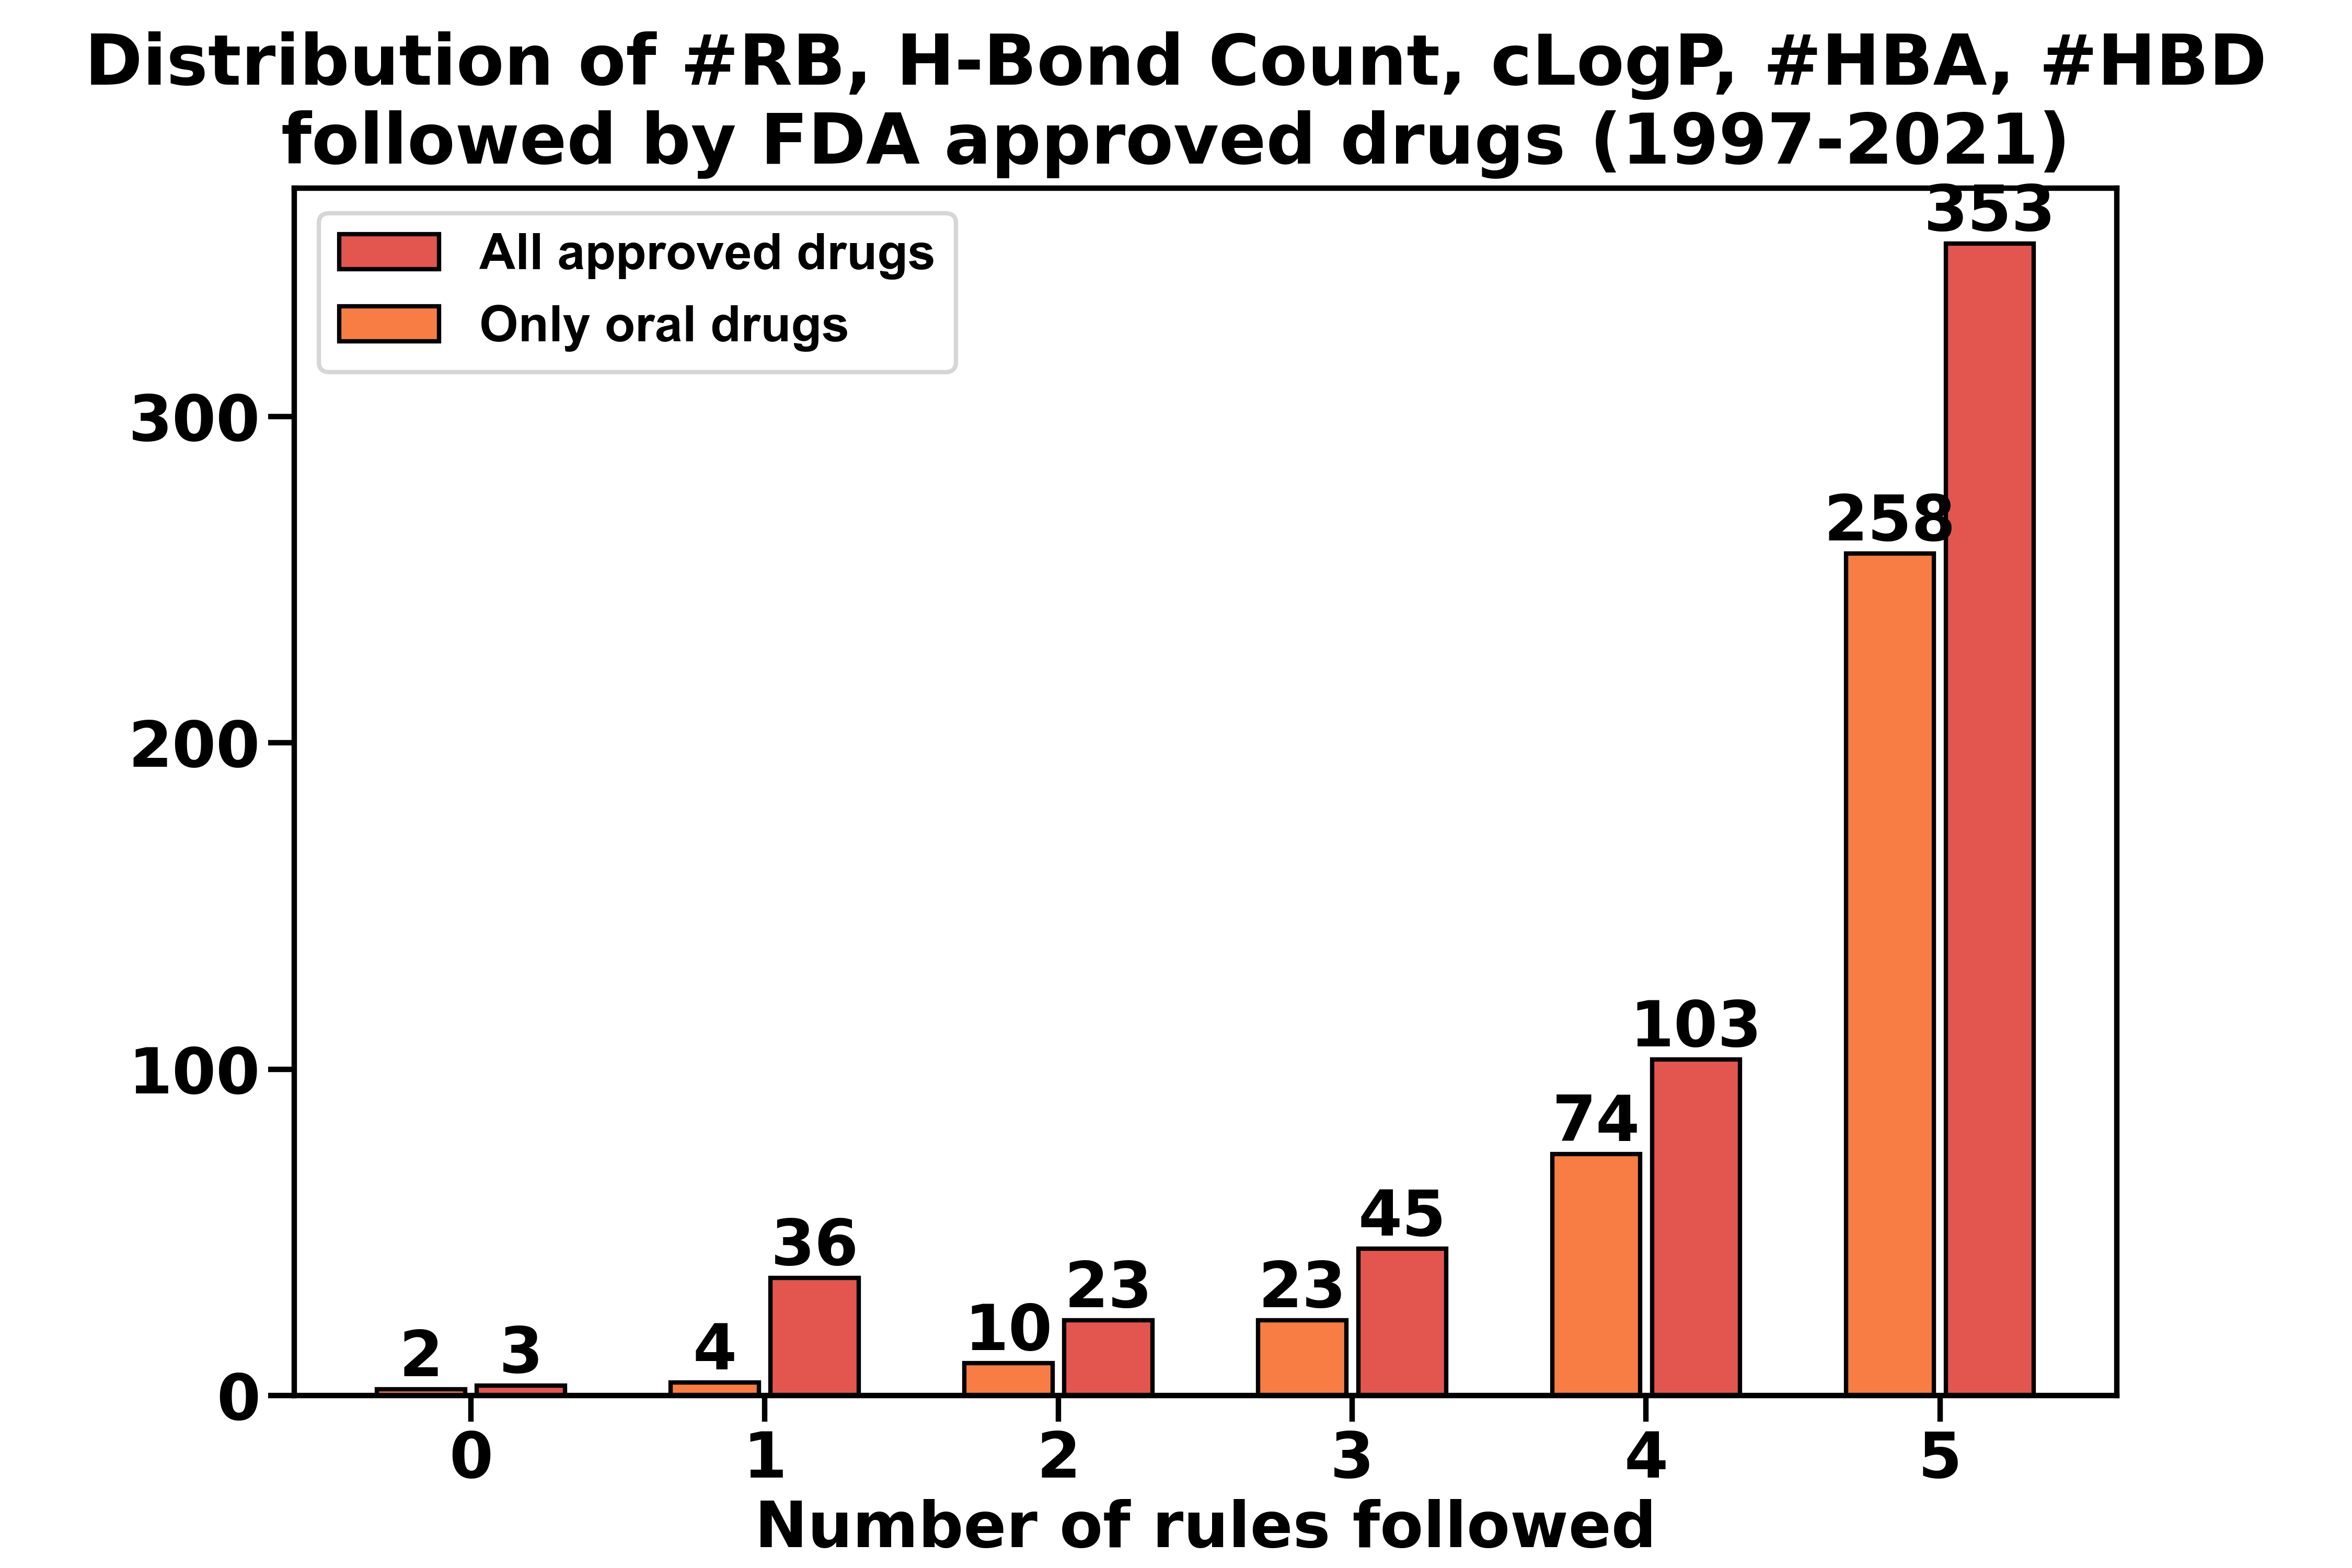 Distribution of #RB, H-Bond Count, cLogP, #HBA, #HBD
followed by FDA approved drugs (1997-2021)
All approved drugs
Only oral drugs
353
300
258
200
103
100
74
45
36
23
23
10
4
3
2
0
0 1 2 3 4 5
Number of rules followed